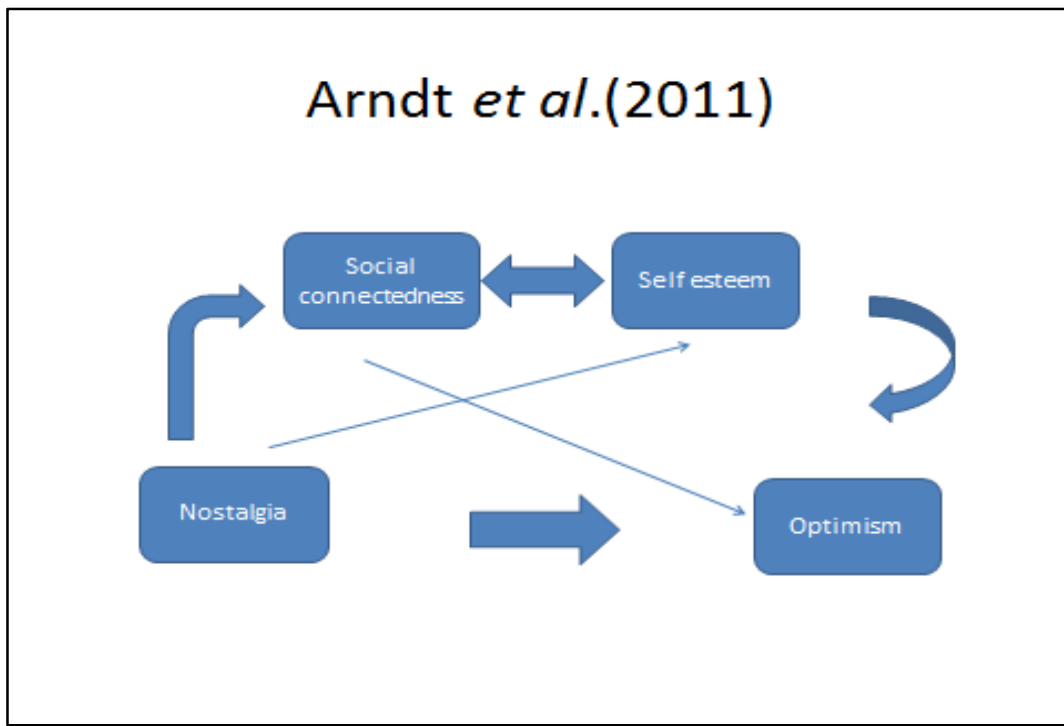 Arndt et al.(2011)
Social
connectedness
Self esteem
Nostalgia
Optimism